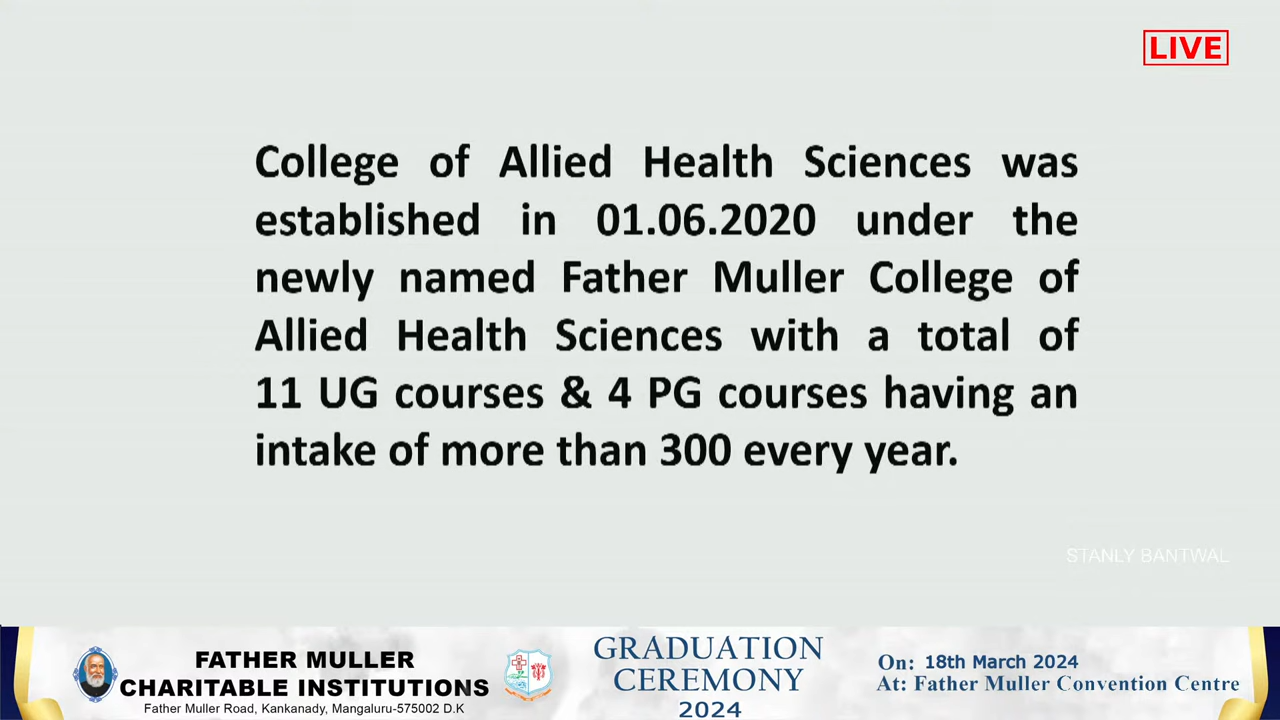 LIVE
College of Allied Health Sciences was
established in 01.06.2020 under the
newly named Father Muller College of
Allied Health Sciences with a total of
11 UG courses & 4 PG courses having an
intake of more than 300 every year.
STANLY BANTWAL
FATHER MULLER
CHARITABLE INSTITUTIONS
Father Muller Road, Kankanady, Mangaluru-575002 D.K
GRADUATION
CEREMONY
2024
On: 18th March 2024
At: Father Muller Convention Centre